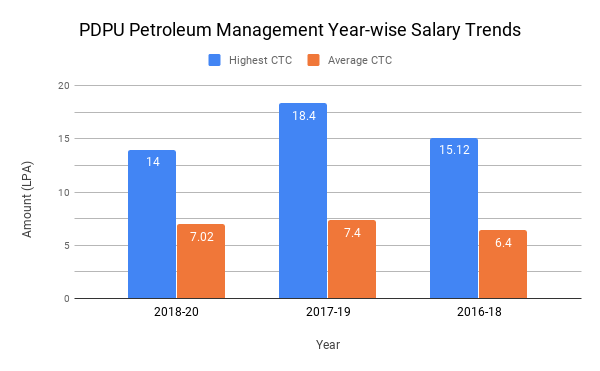 PDPU Petroleum Management Year-wise Salary Trends
Highest CTC Average CTC
20
15
10
5
0
Amount (LPA)
14
7.02
18.4
7.4
15.12
6.4
2018-20 2017-19 2016-18
Year